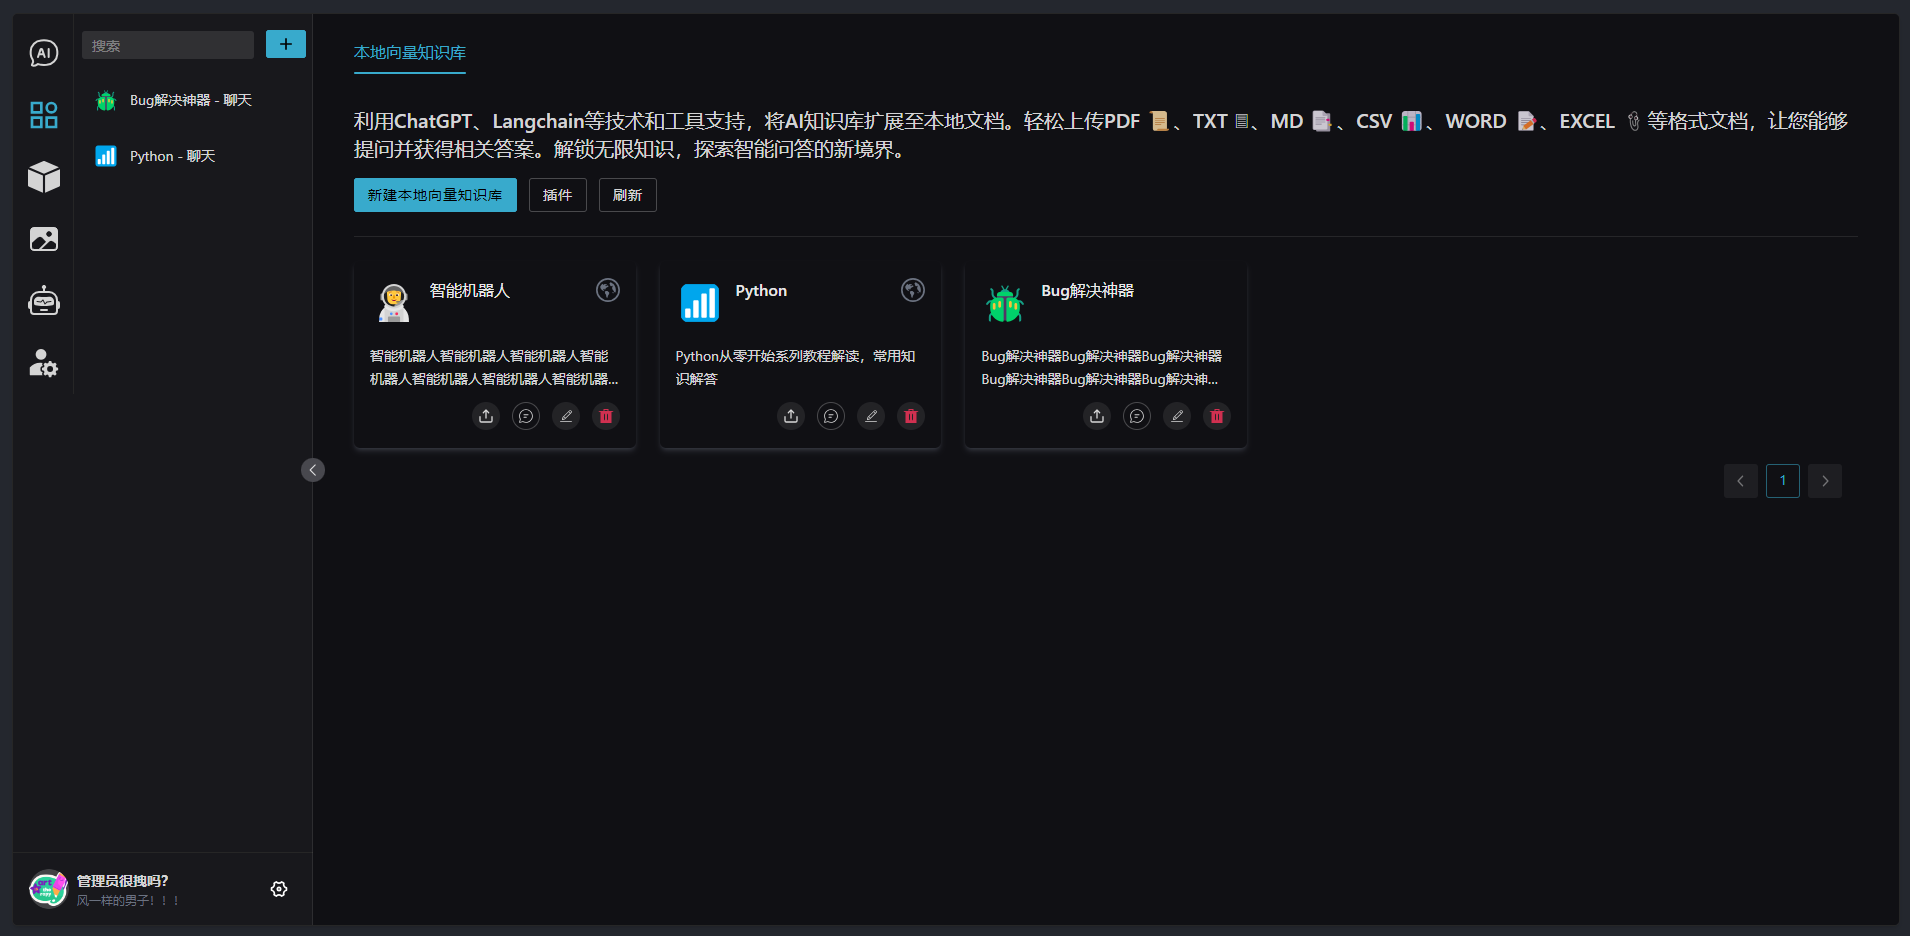 AI
搜索
Bug解决神器 - 聊天
Python - 聊天
管理员很拽吗?
风一样的男子！！！
本地向量知识库
利用ChatGPT、Langchain等技术和工具支持，将AI知识库扩展至本地文档。轻松上传PDF 📜、TXT 🗏、MD 📑、CSV 📊、WORD 📝、EXCEL 📎等格式文档，让您能够
提问并获得相关答案。解锁无限知识，探索智能问答的新境界。
新建本地向量知识库
插件
刷新
智能机器人
智能机器人智能机器人智能机器人智能
机器人智能机器人智能机器人智能机器...
Python
Python从零开始系列教程解读，常用知
识解答
Bug解决神器
Bug解决神器Bug解决神器Bug解决神器
Bug解决神器Bug解决神器Bug解决神...
1